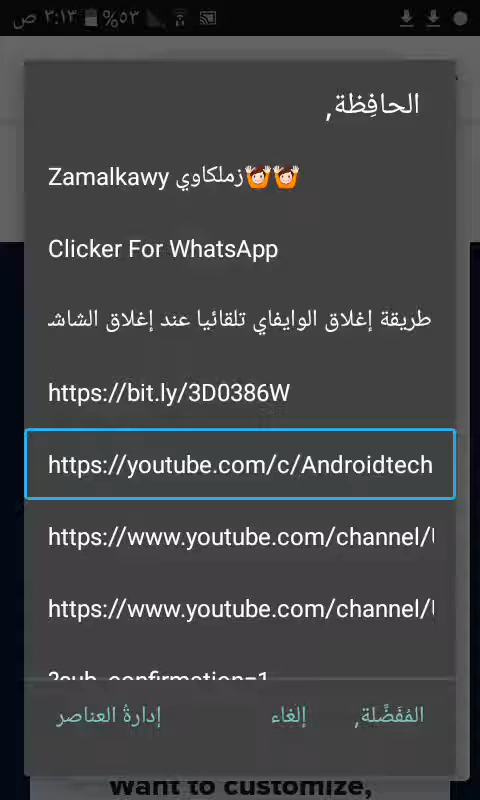 ٣:١٣ ص
٥٣%
الحافِظة,
Zamalkawy زملكاوي🙌🙌
Clicker For WhatsApp
طريقة إغلاق الوايفاي تلقائيا عند إغلاق الشاش
https://bit.ly/3D0386W
https://youtube.com/c/Androidtech
https://www.youtube.com/channel/
https://www.youtube.com/channel/
?sub_confirmation=1
المُفَضَّلة,
إلغاء
إدارةُ العناصر
Want to customize,